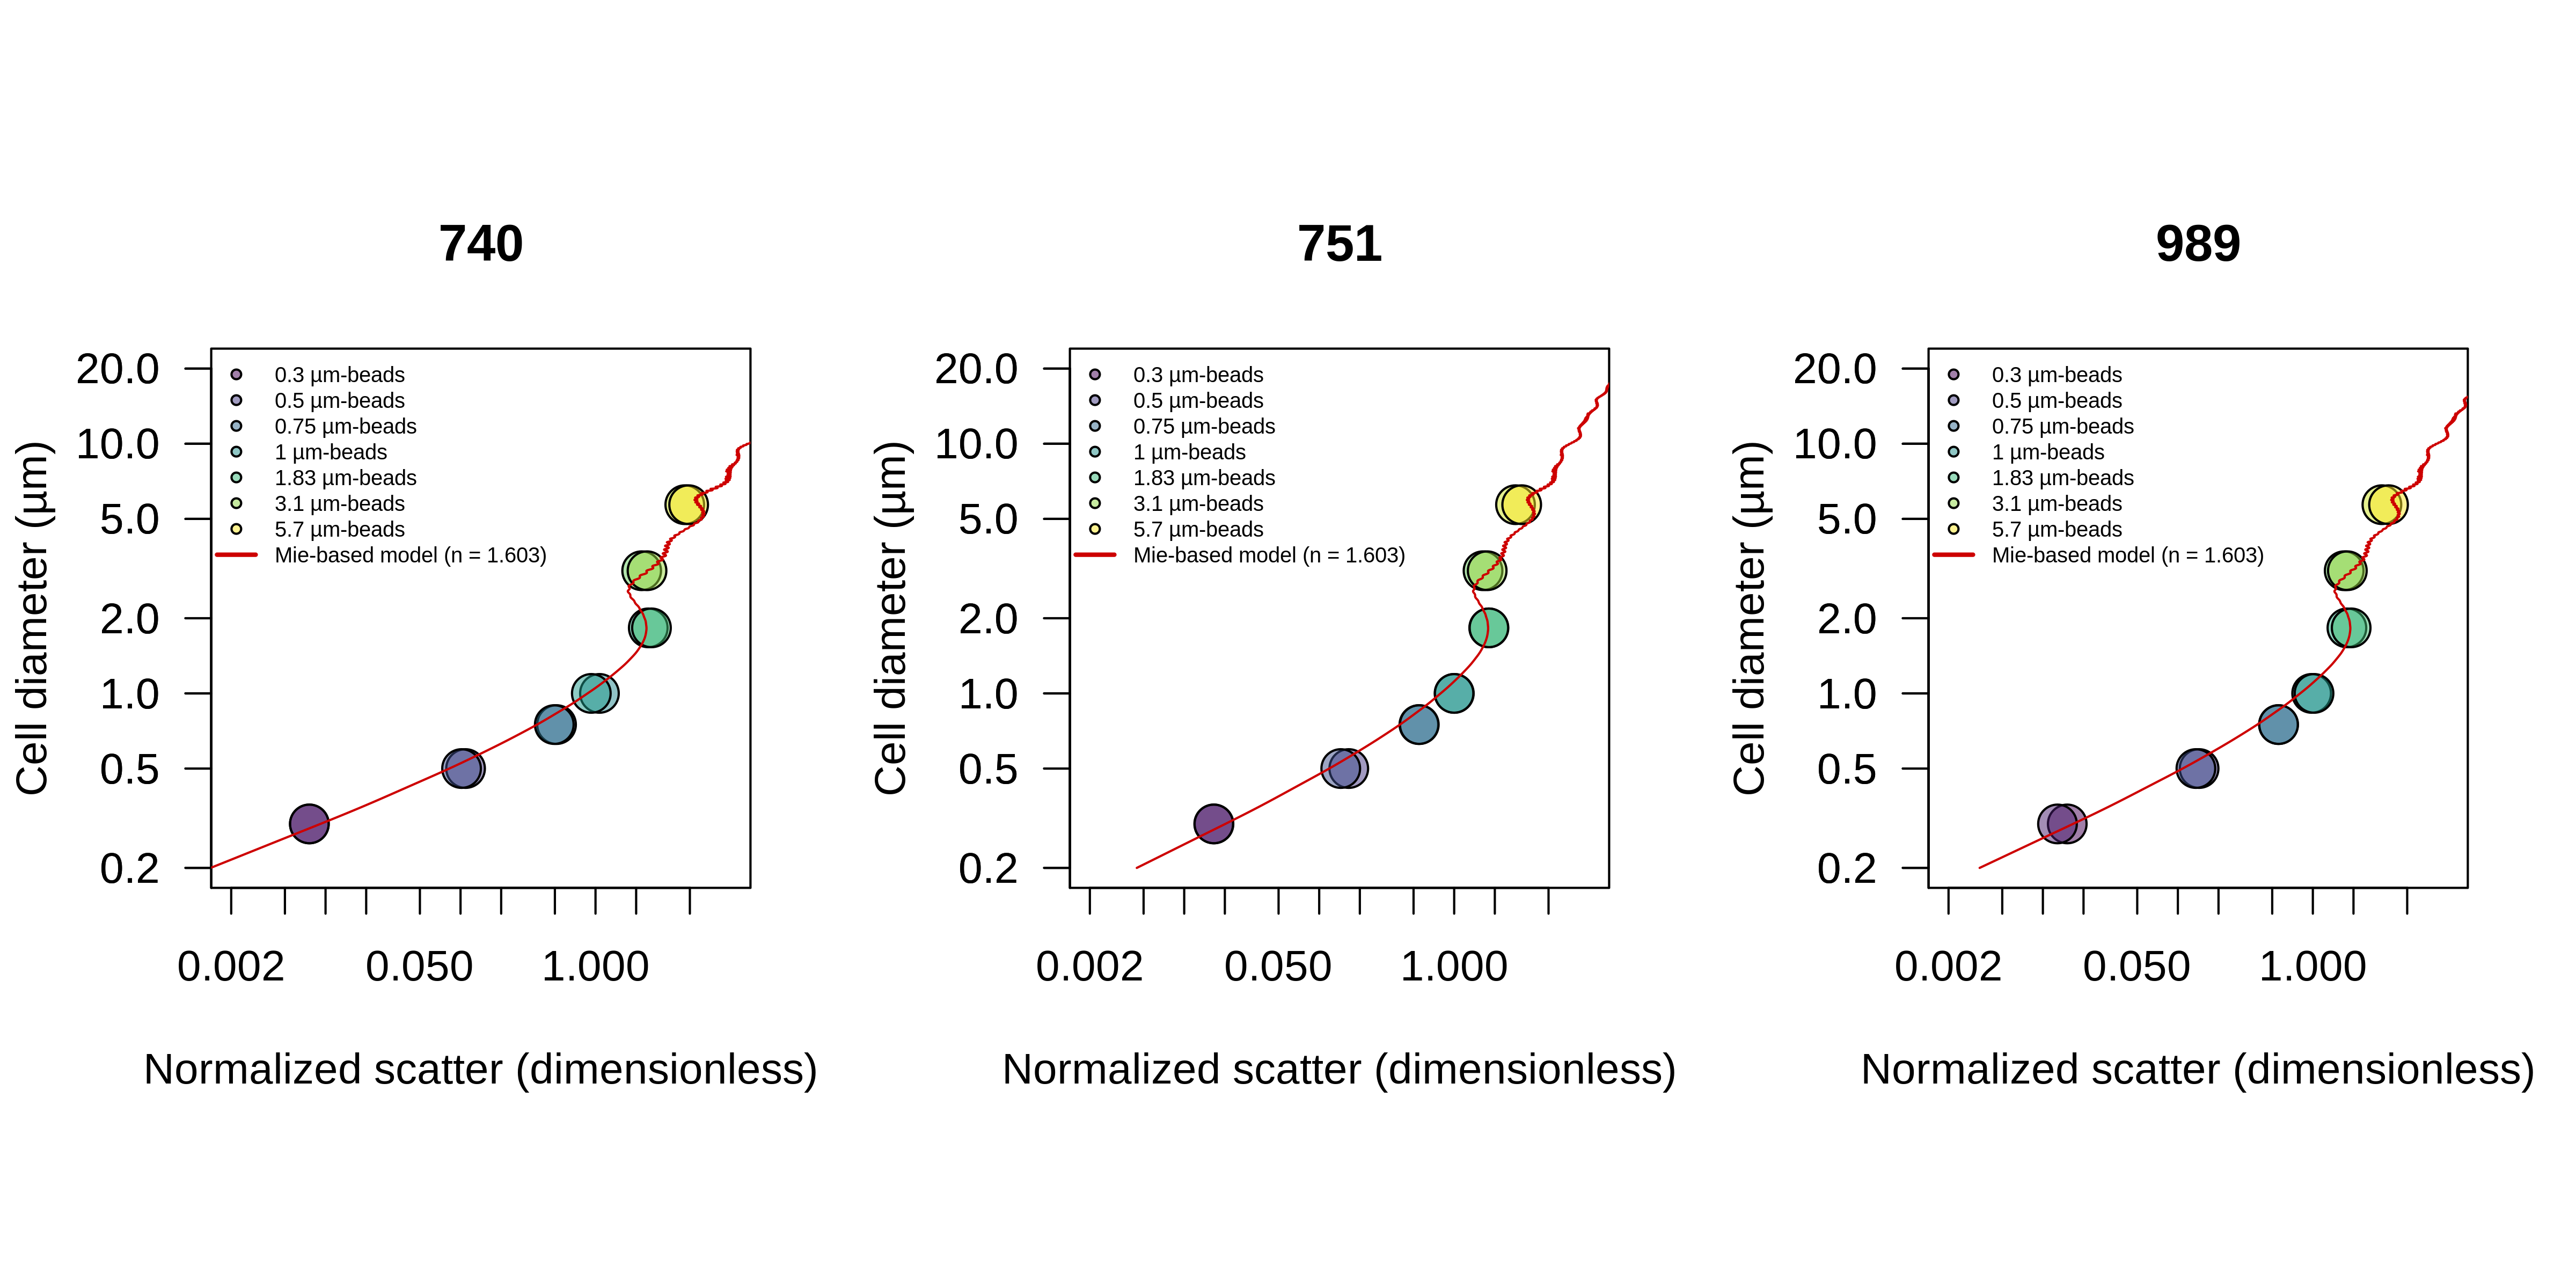 740
20.0
10.0
5.0
2.0
1.0
0.5
0.2
Cell diameter (µm)
0.3 µm-beads
0.5 µm-beads
0.75 µm-beads
1 µm-beads
1.83 µm-beads
3.1 µm-beads
5.7 µm-beads
Mie-based model (n = 1.603)
0.002 0.050 1.000
Normalized scatter (dimensionless)
751
20.0
10.0
5.0
2.0
1.0
0.5
0.2
Cell diameter (µm)
0.3 µm-beads
0.5 µm-beads
0.75 µm-beads
1 µm-beads
1.83 µm-beads
3.1 µm-beads
5.7 µm-beads
Mie-based model (n = 1.603)
0.002 0.050 1.000
Normalized scatter (dimensionless)
989
20.0
10.0
5.0
2.0
1.0
0.5
0.2
Cell diameter (µm)
0.3 µm-beads
0.5 µm-beads
0.75 µm-beads
1 µm-beads
1.83 µm-beads
3.1 µm-beads
5.7 µm-beads
Mie-based model (n = 1.603)
0.002 0.050 1.000
Normalized scatter (dimensionless)